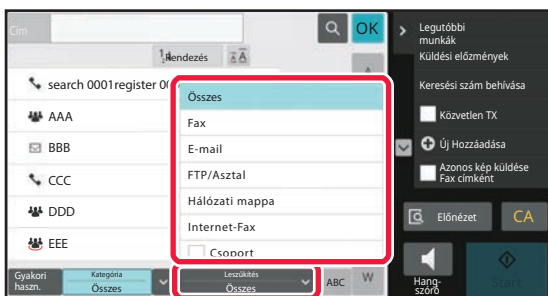 Cím
OK
Rendezés
search 0001register 00
AAA
BBB
CCC
DDD
EEE
Összes
Fax
E-mail
FTP/Asztal
Hálózati mappa
Internet-Fax
Csoport
Gyakori
haszn.
Kategória
Összes
Leszűkítés
Összes
ABC
W
Legutóbbi
munkák
Küldési előzmények
Keresési szám behívása
Közvetlen TX
Új Hozzáadása
Azonos kép küldése
Fax címként
Előnézet
CA
Hang-
szóró
Start